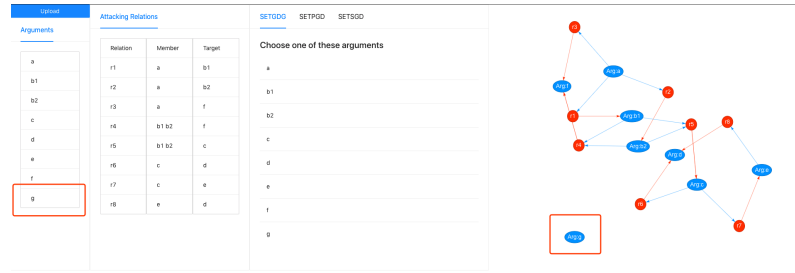 Upload
Arguments
a
b1
b2
c
d
e
f
g
Attacking Relations
Relation Member Target
r1 a b1
r2 a b2
r3 a f
r4 b1 b2 f
r5 b1 b2 c
r6 c d
r7 c e
r8 e d
SETGDG SETPGD SETSGD
Choose one of these arguments
a
b1
b2
c
d
e
f
g
r3
Arg:a
Arg:f
r2
r1
Arg:b1
r5
r8
r4
Arg:b2
Arg:d
Arg:e
Arg:c
r6
r7
Arg:g